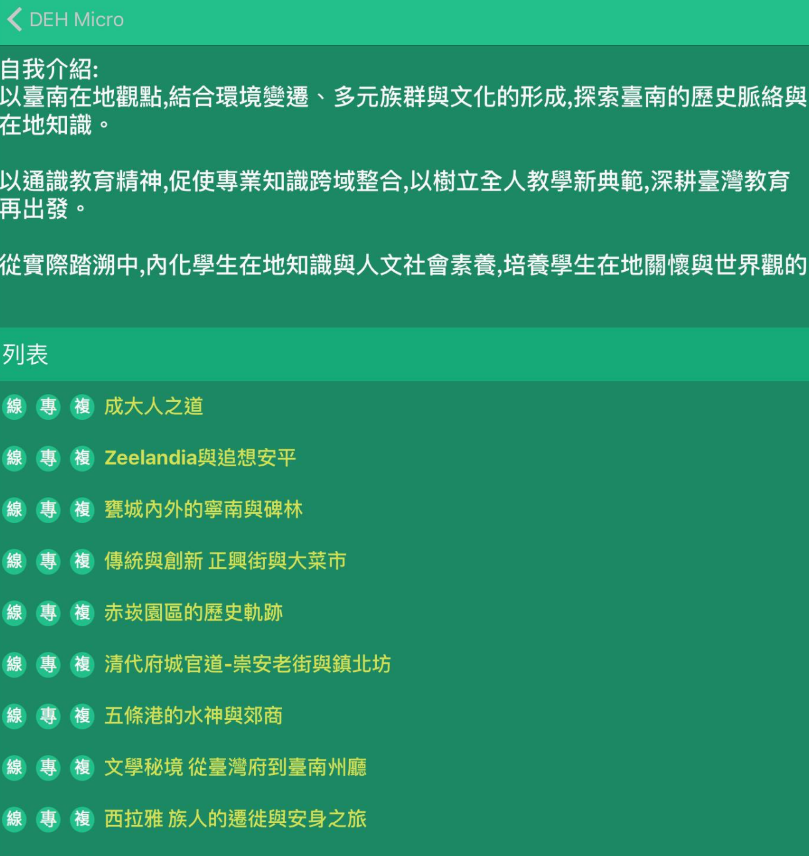 DEH Micro
自我介紹:
以臺南在地觀點,結合環境變遷、多元族群與文化的形成,探索臺南的歷史脈絡與
在地知識。
以通識教育精神,促使專業知識跨域整合,以樹立全人教學新典範,深耕臺灣教育
再出發。
從實際踏溯中,內化學生在地知識與人文社會素養,培養學生在地關懷與世界觀的
列表
線 專 複 成大人之道
線 專 複 Zeelandia與追想安平
線 專 複 甕城內外的寧南與碑林
線 專 複 傳統與創新 正興街與大菜市
線 專 複 赤崁園區的歷史軌跡
線 專 複 清代府城官道-崇安老街與鎮北坊
線 專 複 五條港的水神與郊商
線 專 複 文學秘境 從臺灣府到臺南州廳
線 專 複 西拉雅 族人的遷徙與安身之旅